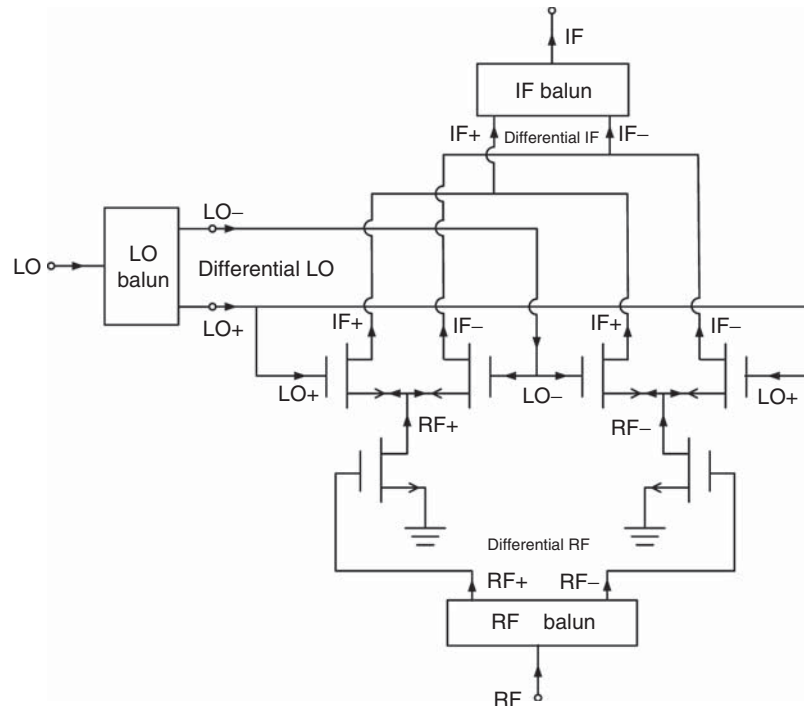 IF
IF balun
IF+ Differential IF IF−
LO−
LO
LO balun
Differential LO
LO+
IF+ IF− IF+ IF−
LO+ LO− LO+
RF+ RF−
Differential RF
RF+ RF−
RF balun
RF